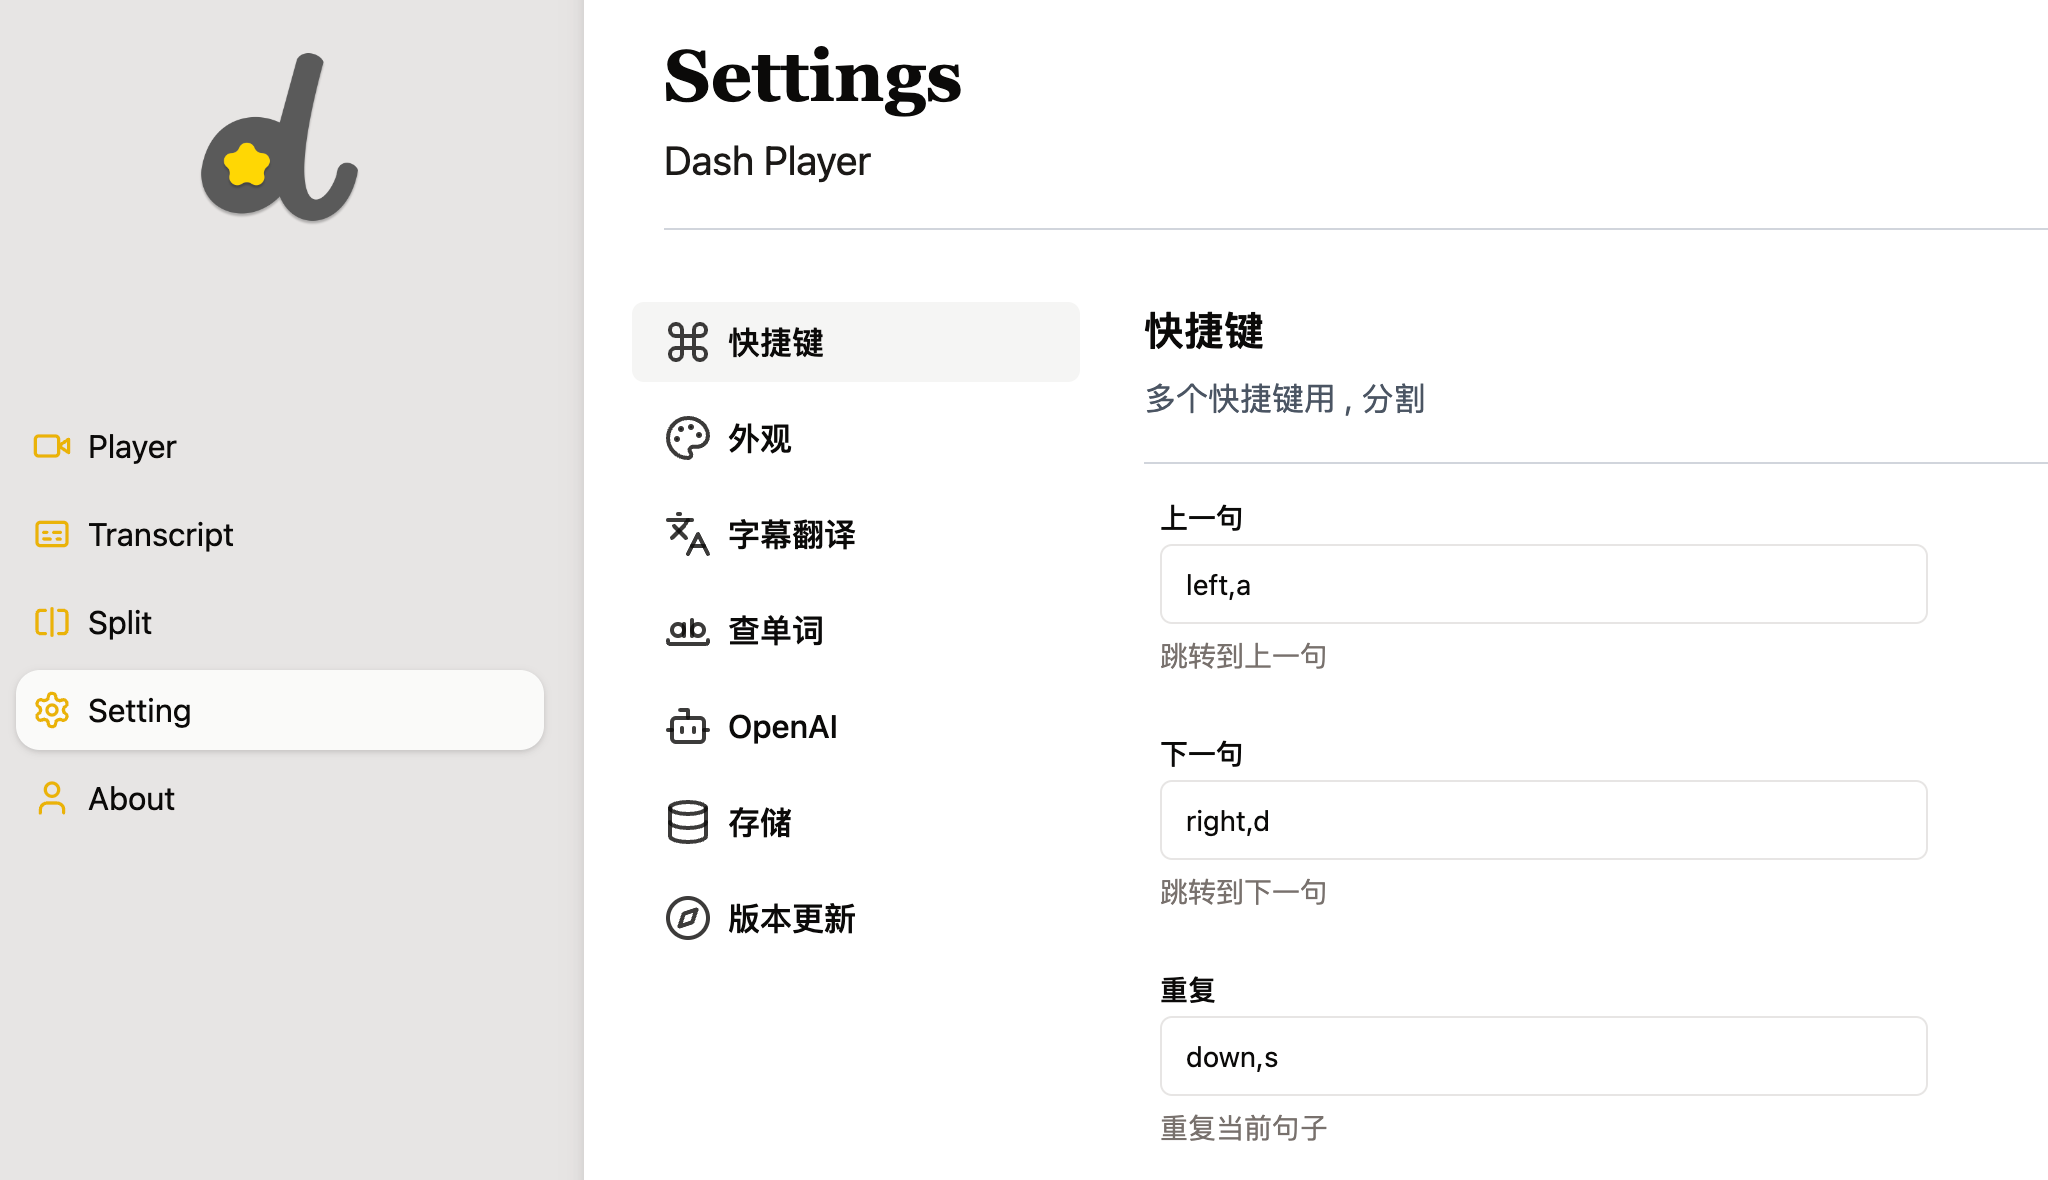 Player
Transcript
Split
Setting
About
Settings
Dash Player
快捷键
外观
字幕翻译
查单词
OpenAI
存储
版本更新
快捷键
多个快捷键用 , 分割
上一句
left,a
跳转到上一句
下一句
right,d
跳转到下一句
重复
down,s
重复当前句子